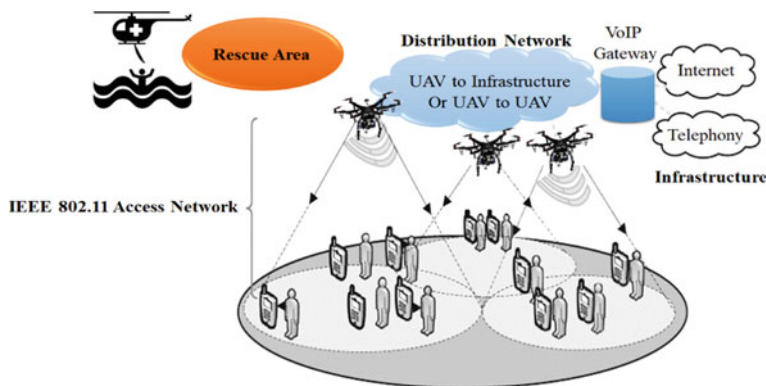 Rescue Area
Distribution Network
UAV to Infrastructure
Or UAV to UAV
VoIP
Gateway
Internet
Telephony
Infrastructure
IEEE 802.11 Access Network